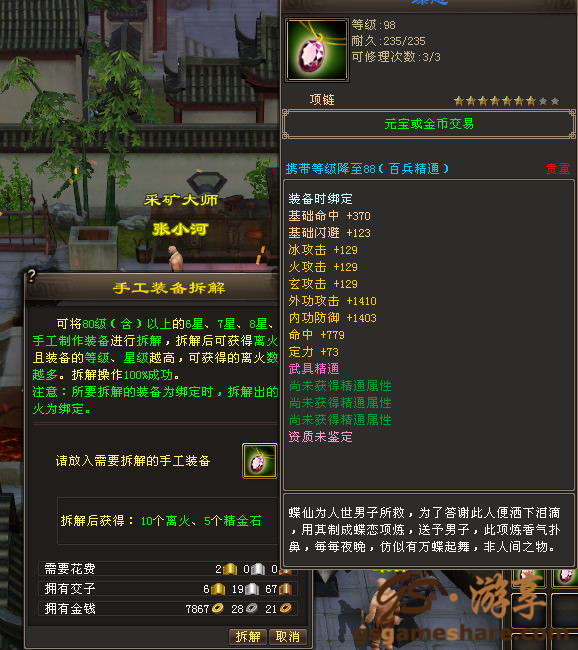 等级:98
耐久:235/235
可修理次数:3/3
项链
元宝或金币交易
携带等级降至88（百兵精通）
贵重
装备时绑定
基础命中 +370
基础闪避 +123
冰攻击 +129
火攻击 +129
玄攻击 +129
外功攻击 +1410
内功防御 +1403
命中 +779
定力 +73
武具精通
尚未获得精通属性
尚未获得精通属性
尚未获得精通属性
资质未鉴定
蝶仙为人世男子所救，为了答谢此人便洒下泪滴
，用其制成蝶恋项炼，送予男子，此项炼香气扑
鼻，每每夜晚，仿似有万蝶起舞，非人间之物。
采矿大师
张小河
?
手工装备拆解
可将80级（含）以上的6星、7星、8星、
手工制作装备进行拆解，拆解后可获得离火
且装备的等级、星级越高，可获得的离火数
越多。拆解操作100%成功。
注意：所要拆解的装备为绑定时，拆解出的
火为绑定。
请放入需要拆解的手工装备
拆解后获得：10个离火、5个精金石
需要花费 2 0 0
拥有交子 6 19 67
拥有金钱 7867 28 21
拆解 取消
游享
gsgameshare.com